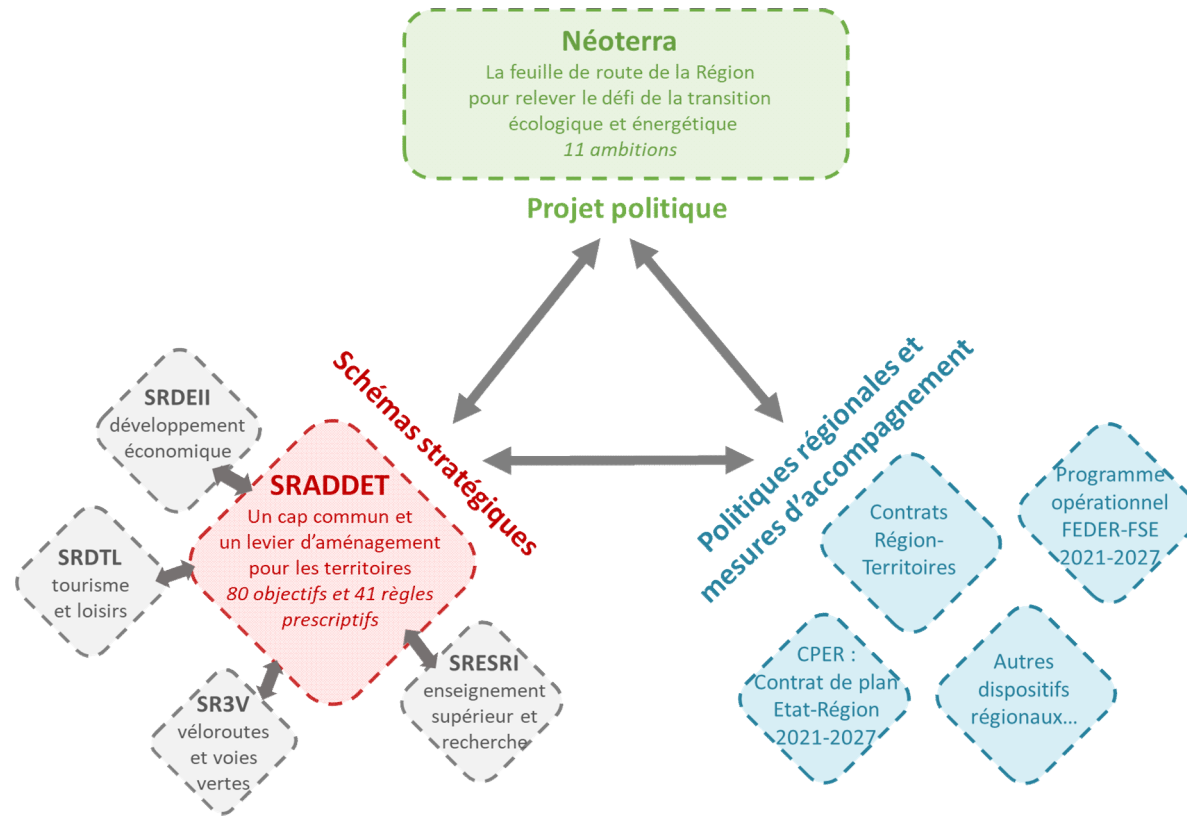 Néoterra
La feuille de route de la Région
pour relever le défi de la transition
écologique et énergétique
11 ambitions
Projet politique
Schémas stratégiques
SRDEII
développement
économique
SRADDET
Un cap commun et
un levier d'aménagement
pour les territoires
80 objectifs et 41 règles
prescriptifs
SRDTL
tourisme
et loisirs
SR3V
véloroutes
et voies
vertes
SRESRI
enseignement
supérieur et
recherche
Politiques régionales et
mesures d'accompagnement
Contrats
Région-
Territoires
Programme
opérationnel
FEDER-FSE
2021-2027
CPER :
Contrat de plan
Etat-Région
2021-2027
Autres
dispositifs
régionaux...